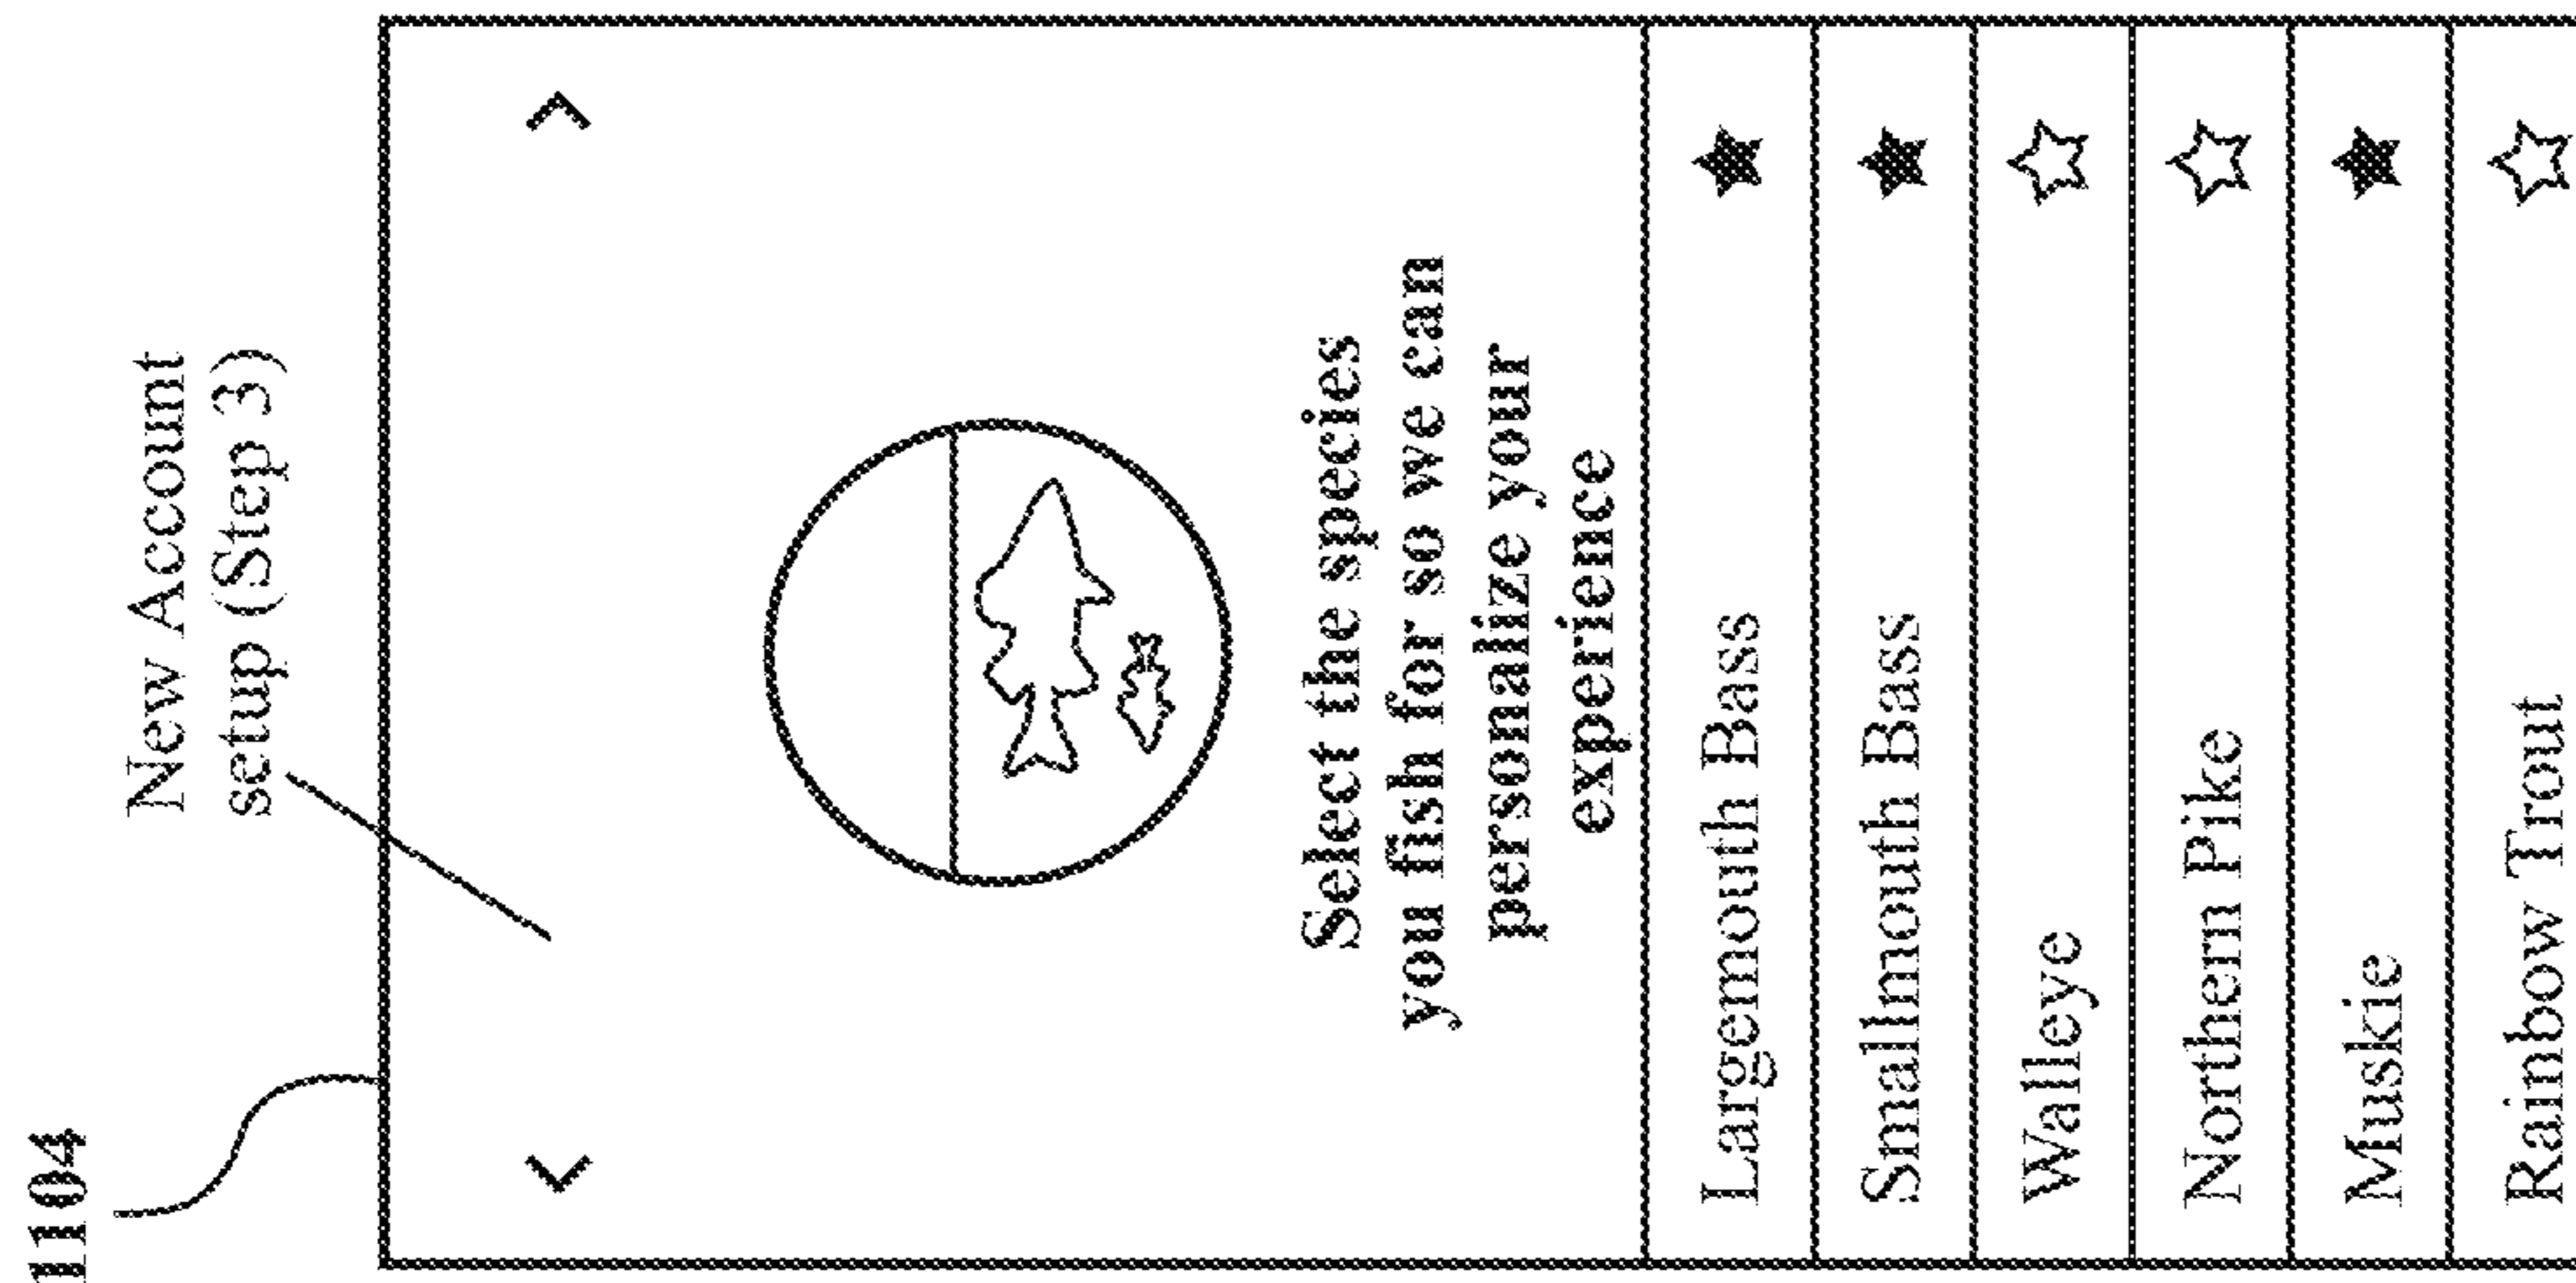 1104
New Account
setup (Step 3)
Select the species
you fish for so we can
personalize your
experience
Largemouth Bass
Smallmouth Bass
Walleye
Northern Pike
Muskie
Rainbow Trout